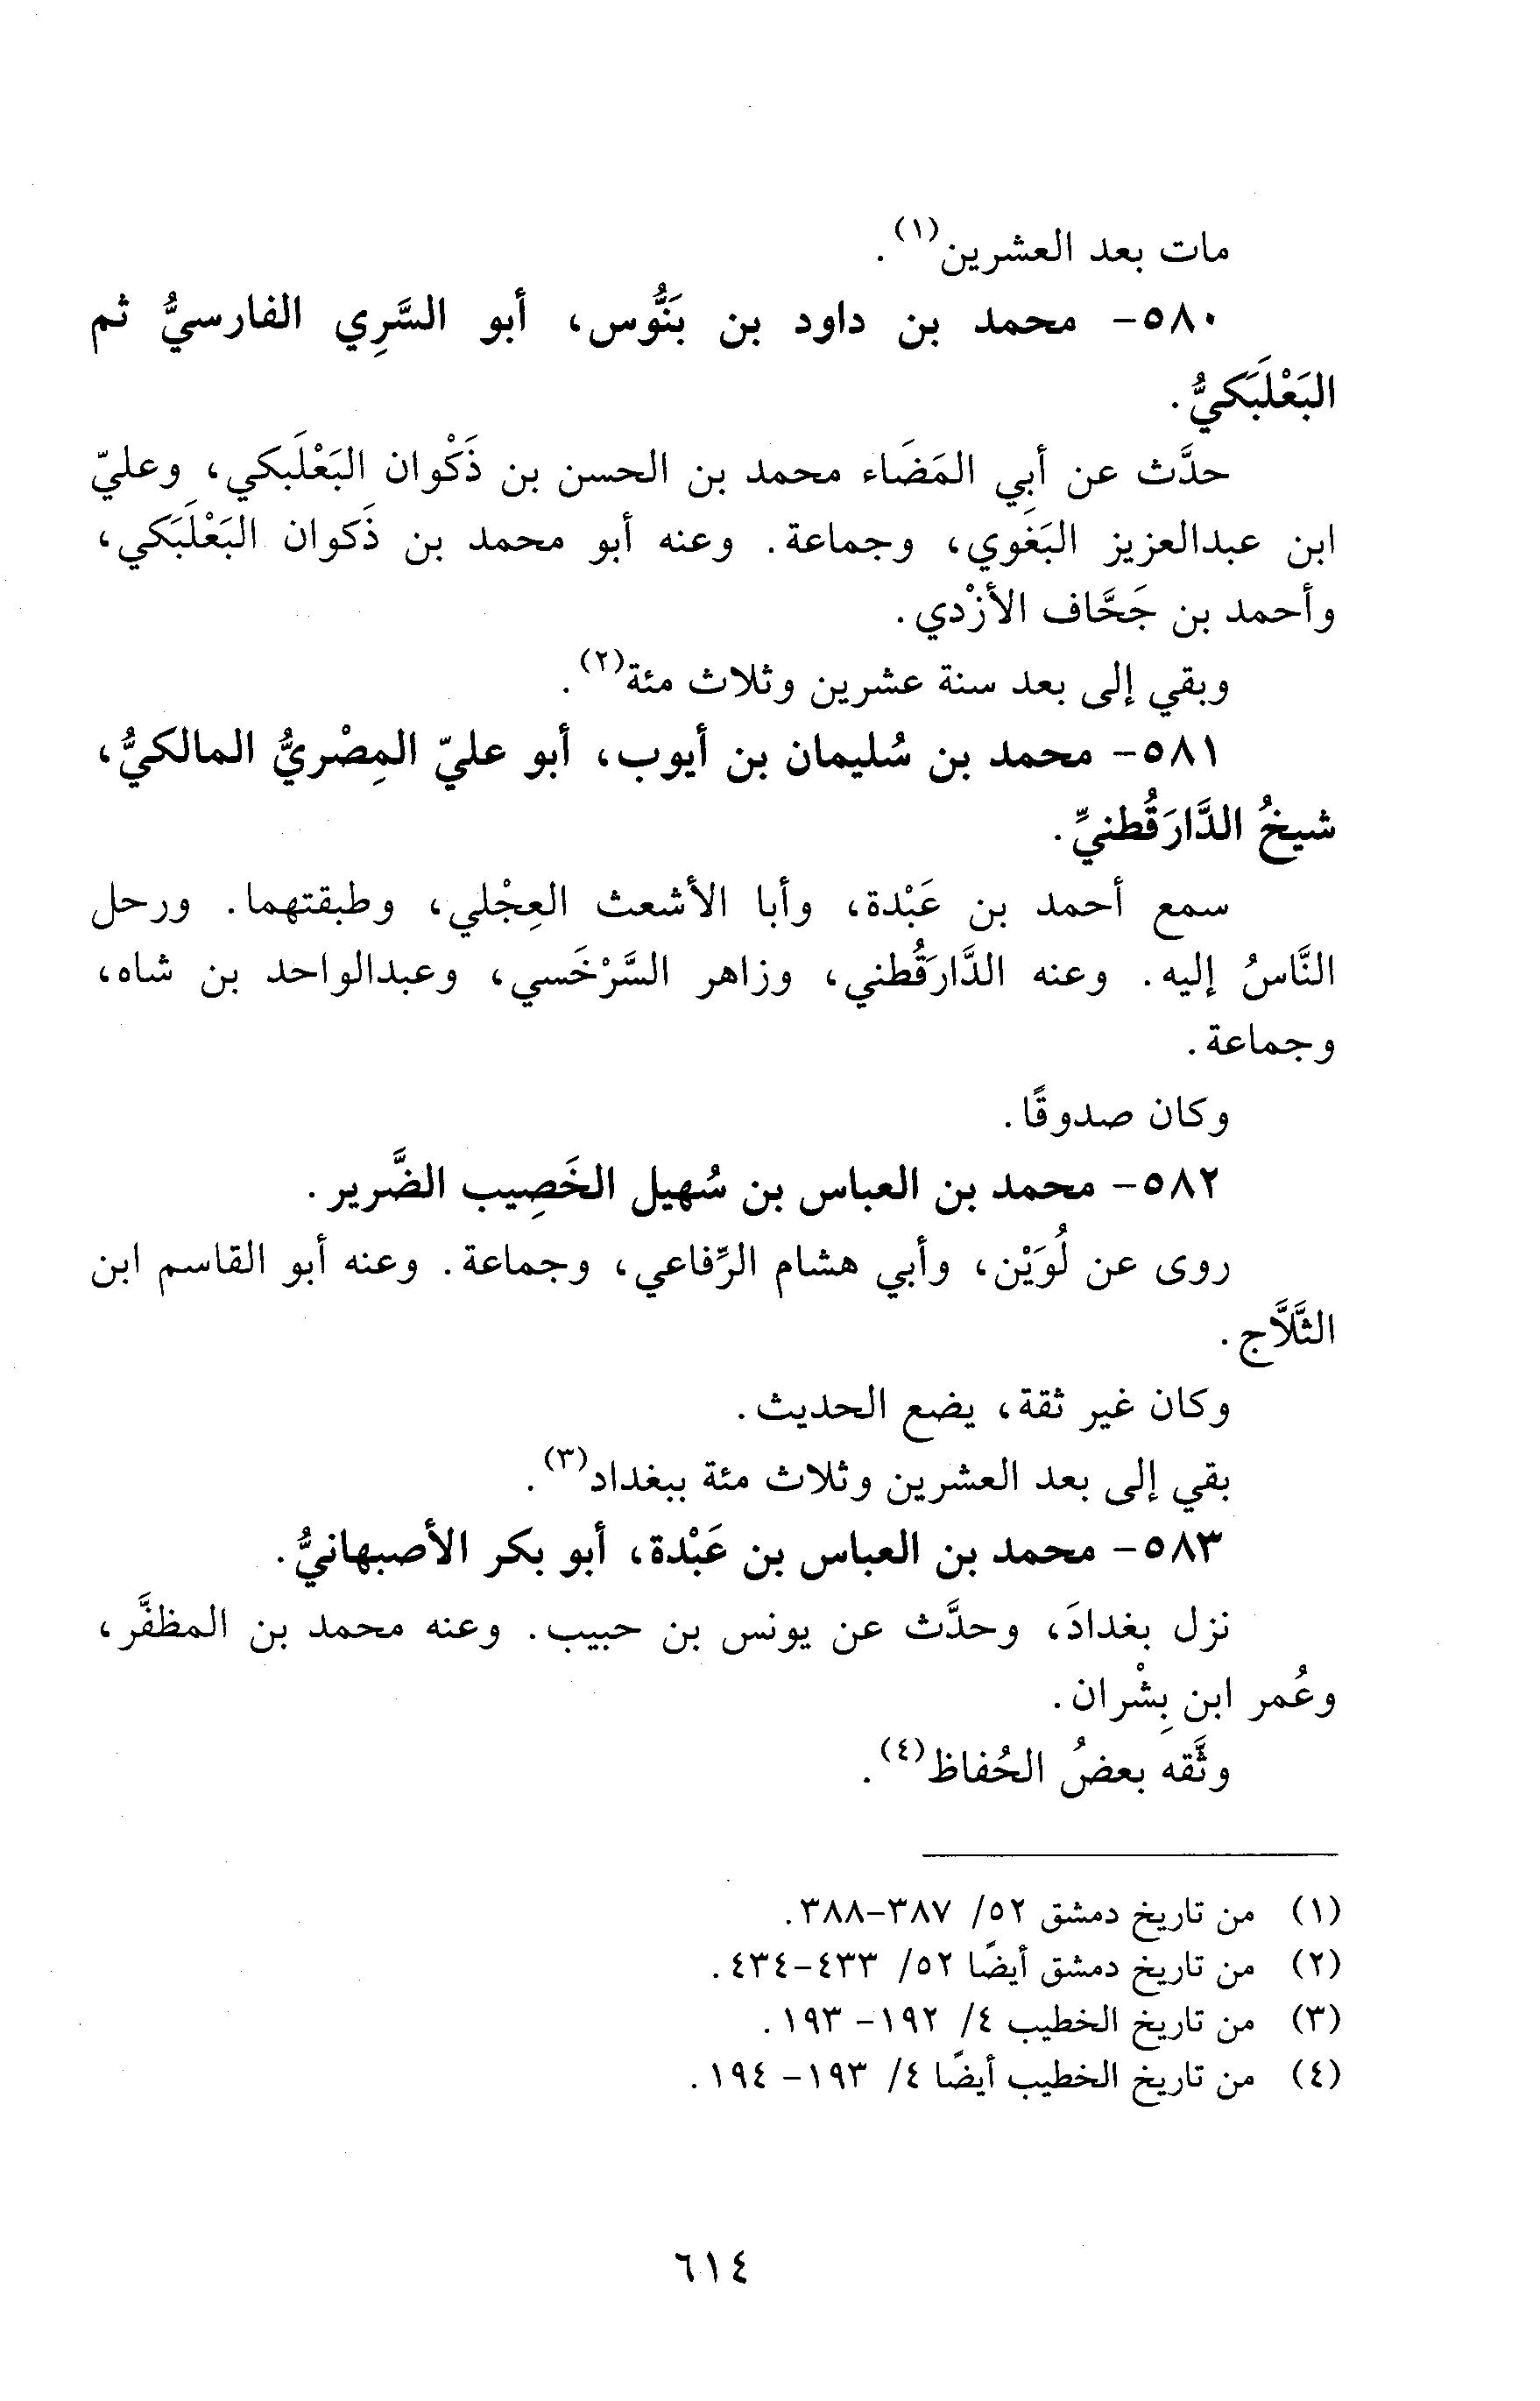 مات بعد العشرين(١).
٥٨٠- محمد بن داود بن بَنُّوس، أبو السَّرِي الفارسيُّ ثم
البَعْلَبَكيُّ.
حدَّث عن أبي المَضَاء محمد بن الحسن بن ذَكْوان البَعْلَبكي، وعليّ
ابن عبدالعزيز البَغَوي، وجماعة. وعنه أبو محمد بن ذَكوان البَعْلَبَكي،
وأحمد بن جَحَّاف الأزْدي.
وبقي إلى بعد سنة عشرين وثلاث مئة(٢).
٥٨١- محمد بن سُليمان بن أيوب، أبو عليّ المِصْريُّ المالكيُّ،
شيخُ الدَّارَقُطنيِّ.
سمع أحمد بن عَبْدة، وأبا الأشعث العِجْلي، وطبقتهما. ورحل
النَّاسُ إليه. وعنه الدَّارَقُطني، وزاهر السَّرْخَسي، وعبدالواحد بن شاه،
وجماعة.
وكان صدوقًا.
٥٨٢- محمد بن العباس بن سُهيل الخَصِيب الضَّرير.
روى عن لُوَيْن، وأبي هشام الرِّفاعي، وجماعة. وعنه أبو القاسم ابن
الثَّلاَّج.
وكان غير ثقة، يضع الحديث.
بقي إلى بعد العشرين وثلاث مئة ببغداد(٣).
٥٨٣- محمد بن العباس بن عَبْدة، أبو بكر الأصبهانيُّ.
نزل بغدادَ، وحدَّث عن يونس بن حبيب. وعنه محمد بن المظفَّر،
وعُمر ابن بِشْران.
وثَّقه بعضُ الحُفاظ(٤).
(١) من تاريخ دمشق ٥٢/ ٣٨٧-٣٨٨.
(٢) من تاريخ دمشق أيضًا ٥٢/ ٤٣٣-٤٣٤.
(٣) من تاريخ الخطيب ٤/ ١٩٢- ١٩٣.
(٤) من تاريخ الخطيب أيضًا ٤/ ١٩٣- ١٩٤.
٦١٤